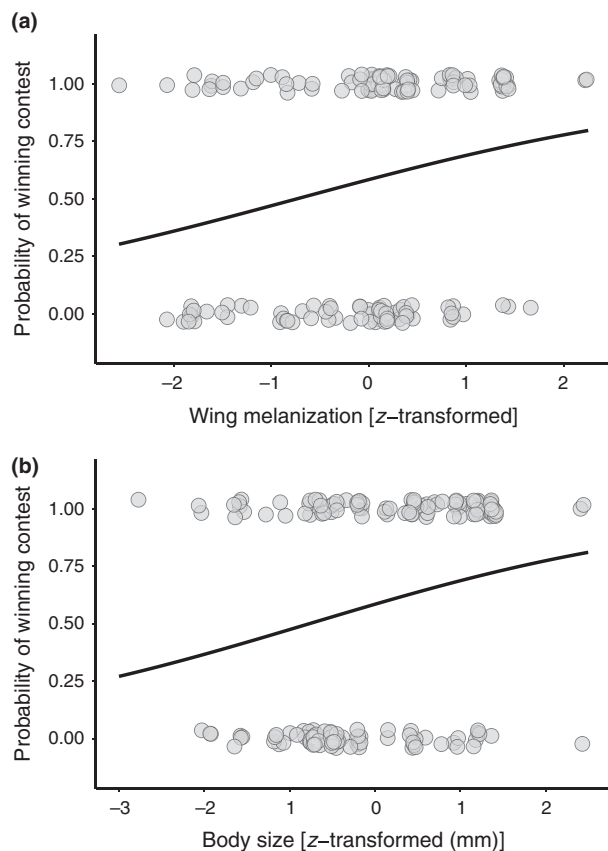 (a)
1.00
0.75
0.50
0.25
0.00
Probability of winning contest
–2 –1 0 1 2
Wing melanization [z–transformed]
(b)
1.00
0.75
0.50
0.25
0.00
Probability of winning contest
–3 –2 1 0 1 2
Body size [z–transformed (mm)]